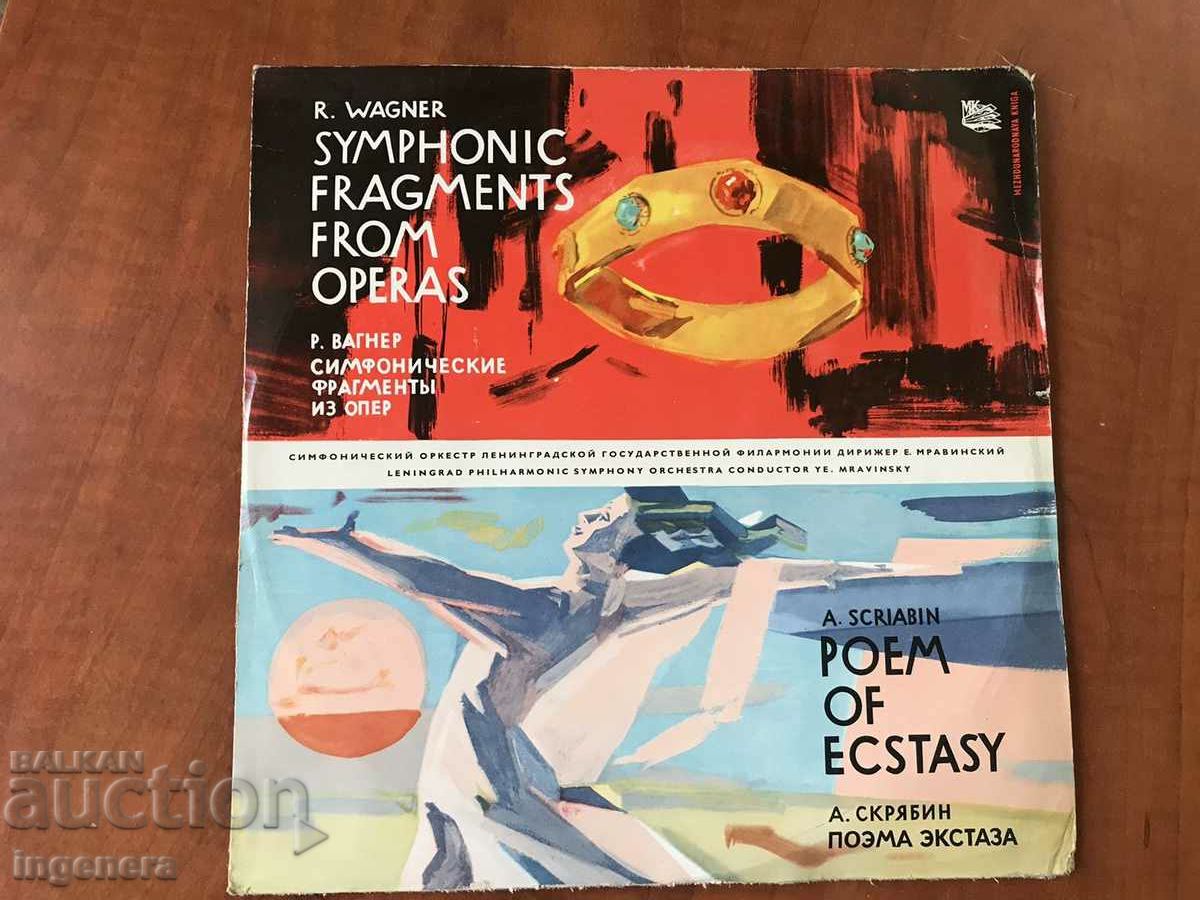 R. WAGNER
SYMPHONIC
FRAGMENTS
FROM
OPERAS
Р. ВАГНЕР
СИМФОНИЧЕСКИЕ
ФРАГМЕНТЫ
ИЗ ОПЕР
МК
MEZHDUNARODNAYA KNIGA
СИМФОНИЧЕСКИЙ ОРКЕСТР ЛЕНИНГРАДСКОЙ ГОСУДАРСТВЕННОЙ ФИЛАРМОНИИ ДИРИЖЕР Е. МРАВИНСКИЙ
LENINGRAD PHILHARMONIC SYMPHONY ORCHESTRA CONDUCTOR YE. MRAVINSKY
A. SCRIABIN
POEM
OF
ECSTASY
А. СКРЯБИН
ПОЭМА ЭКСТАЗА
BALKAN
auction
ingenera